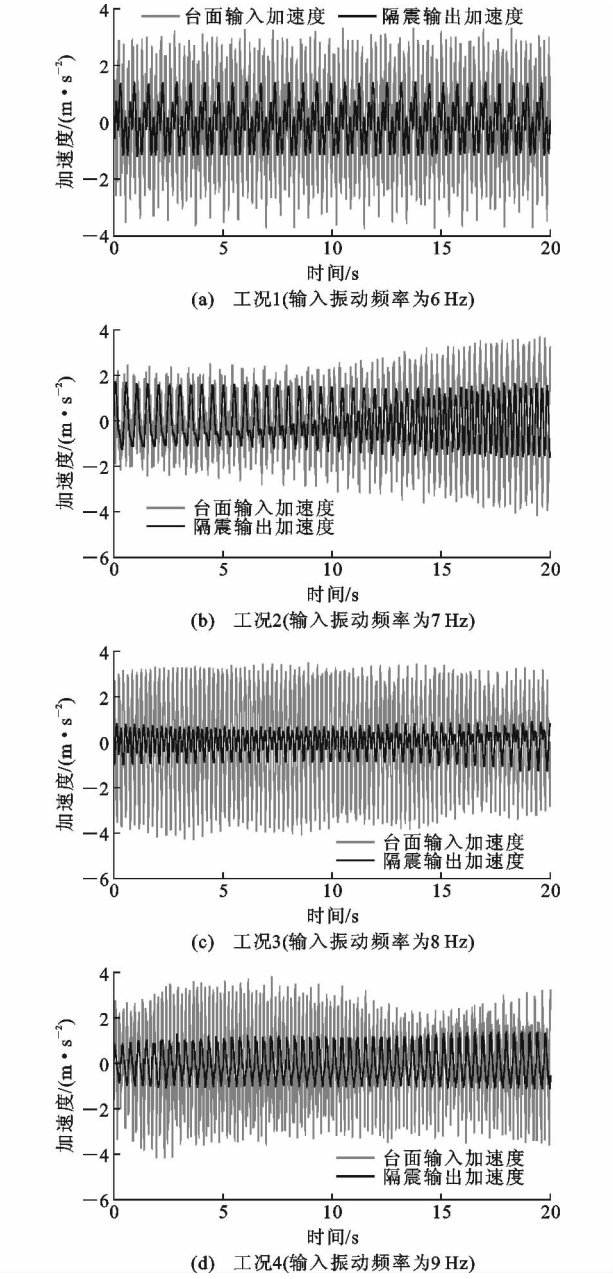 台面输入加速度 隔震输出加速度
4
2
0
−2
−4
加速度/(m·s⁻²)
0 5 10 15 20
时间/s
(a) 工况1(输入振动频率为6 Hz)
4
2
0
−2
−4
−6
加速度/(m·s⁻²)
台面输入加速度
隔震输出加速度
0 5 10 15 20
时间/s
(b) 工况2(输入振动频率为7 Hz)
4
2
0
−2
−4
−6
加速度/(m·s⁻²)
台面输入加速度
隔震输出加速度
0 5 10 15 20
时间/s
(c) 工况3(输入振动频率为8 Hz)
4
2
0
−2
−4
−6
加速度/(m·s⁻²)
台面输入加速度
隔震输出加速度
0 5 10 15 20
时间/s
(d) 工况4(输入振动频率为9 Hz)